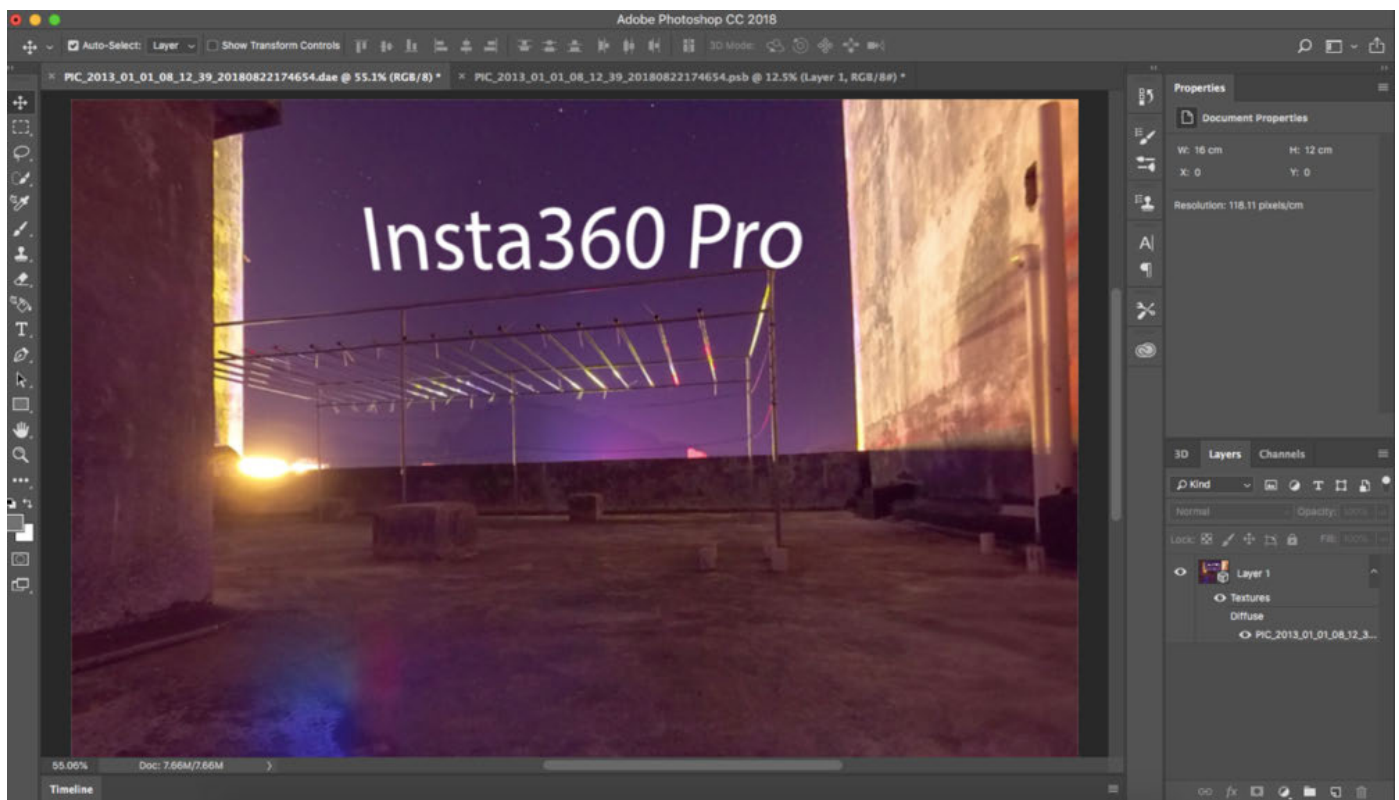 Adobe Photoshop CC 2018
Auto-Select: Layer Show Transform Controls 3D Mode:
× PIC_2013_01_01_08_12_39_20180822174654.dae @ 55.1% (RGB/8) * × PIC_2013_01_01_08_12_39_20180822174654.psb @ 12.5% (Layer 1, RGB/8#) *
Insta360 Pro
55.06% Doc: 7.66M/7.66M
Timeline
Properties
Document Properties
W: 16 cm H: 12 cm
X: 0 Y: 0
Resolution: 118.11 pixels/cm
3D Layers Channels
Kind
Normal Opacity: 100%
Lock: Fill: 100%
Layer 1
Textures
Diffuse
PIC_2013_01_01_08_12_3...
fx